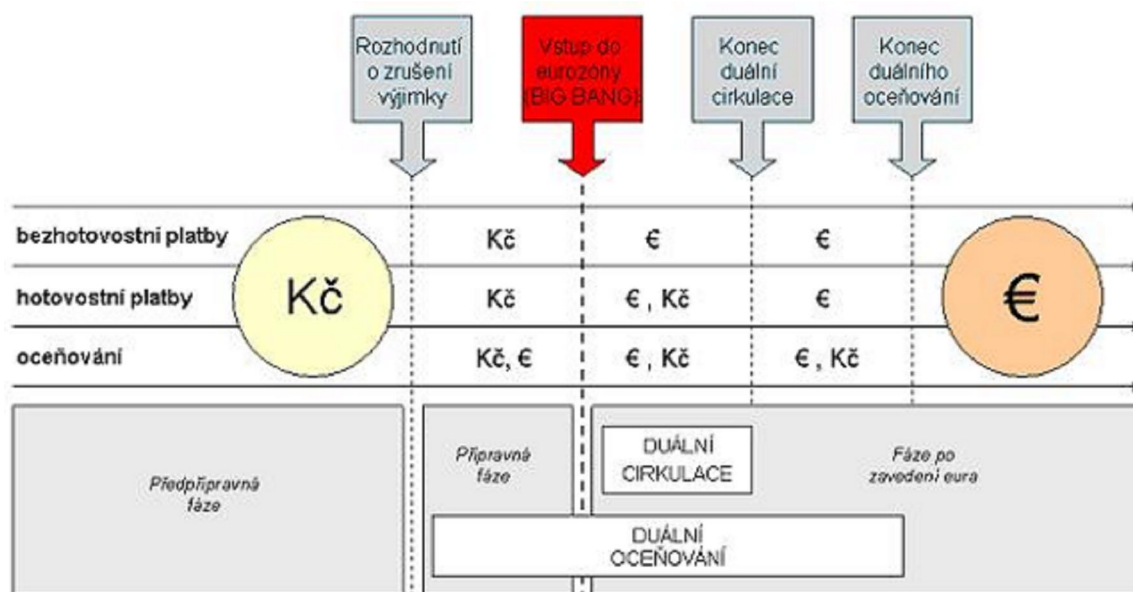 Rozhodnutí
o zrušení
výjimky
Vstup do
eurozóny
(BIG BANG)
Konec
duální
cirkulace
Konec
duálního
oceňování
bezhotovostní platby
Kč
€
€
hotovostní platby
Kč
Kč
€ , Kč
€
€
oceňování
Kč, €
€ , Kč
€ , Kč
Předpřípravná
fáze
Přípravná
fáze
DUÁLNÍ
CIRKULACE
Fáze po
zavedení eura
DUÁLNÍ
OCEŇOVÁNÍ